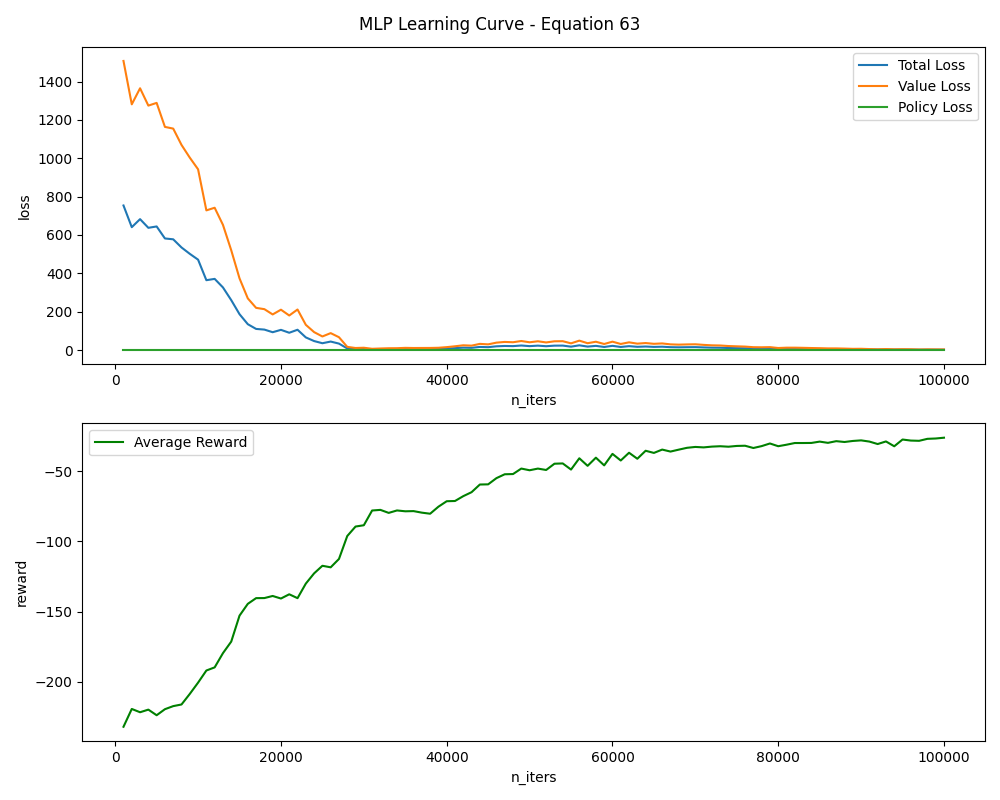 MLP Learning Curve - Equation 63
Total Loss
Value Loss
Policy Loss
1400
1200
1000
800
600
400
200
0
loss
0 20000 40000 60000 80000 100000
n_iters
Average Reward
−50
−100
−150
−200
reward
0 20000 40000 60000 80000 100000
n_iters